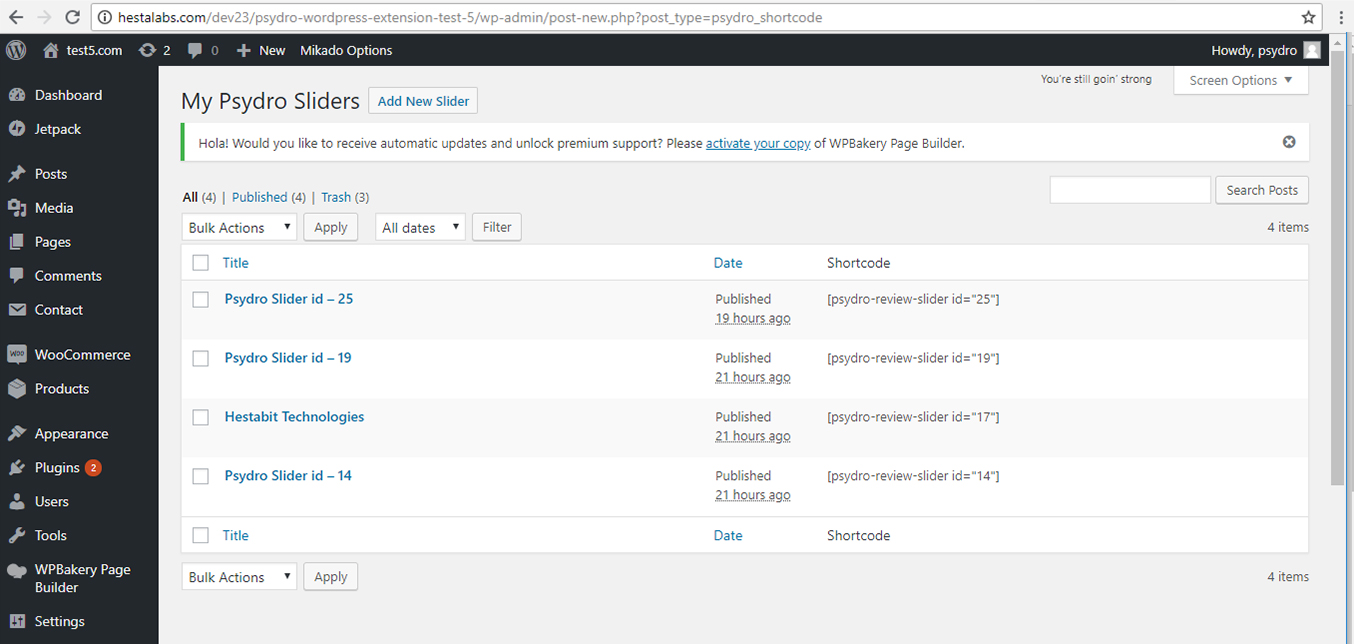 hestalabs.com/dev23/psydro-wordpress-extension-test-5/wp-admin/post-new.php?post_type=psydro_shortcode
test5.com 2 0 New Mikado Options Howdy, psydro
You're still goin' strong
Screen Options
Dashboard
Jetpack
Posts
Media
Pages
Comments
Contact
WooCommerce
Products
Appearance
Plugins 2
Users
Tools
WPBakery Page
Builder
Settings
My Psydro Sliders Add New Slider
Hola! Would you like to receive automatic updates and unlock premium support? Please activate your copy of WPBakery Page Builder.
All (4) | Published (4) | Trash (3)
Search Posts
Bulk Actions Apply All dates Filter 4 items
Title Date Shortcode
Psydro Slider id – 25 Published [psydro-review-slider id="25"]
19 hours ago
Psydro Slider id – 19 Published [psydro-review-slider id="19"]
21 hours ago
Hestabit Technologies Published [psydro-review-slider id="17"]
21 hours ago
Psydro Slider id – 14 Published [psydro-review-slider id="14"]
21 hours ago
Title Date Shortcode
Bulk Actions Apply 4 items